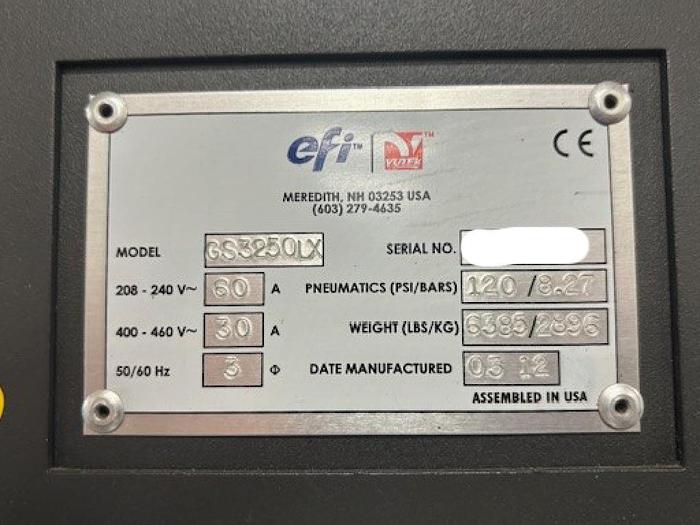 efi™ VUTEk™ CE
MEREDITH, NH 03253 USA
(603) 279-4635
MODEL GS3250LX SERIAL NO.
208 - 240 V~ 60 A PNEUMATICS (PSI/BARS) 120 /8.27
400 - 460 V~ 30 A WEIGHT (LBS/KG) 6385/2896
50/60 Hz 3 Φ DATE MANUFACTURED 03 12
ASSEMBLED IN USA